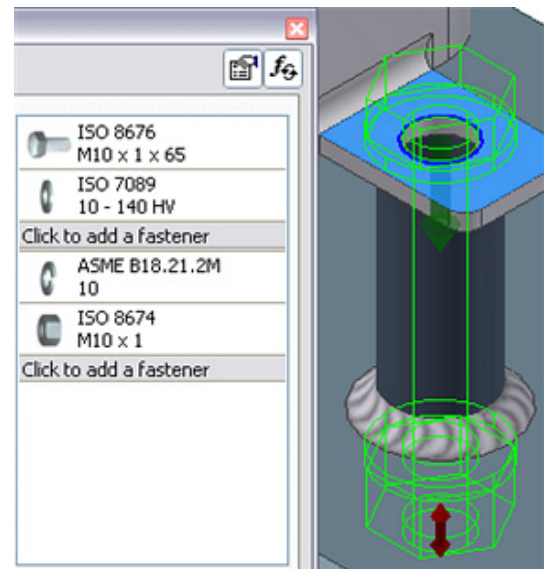 ISO 8676
M10 x 1 x 65
ISO 7089
10 - 140 HV
Click to add a fastener
ASME B18.21.2M
10
ISO 8674
M10 x 1
Click to add a fastener